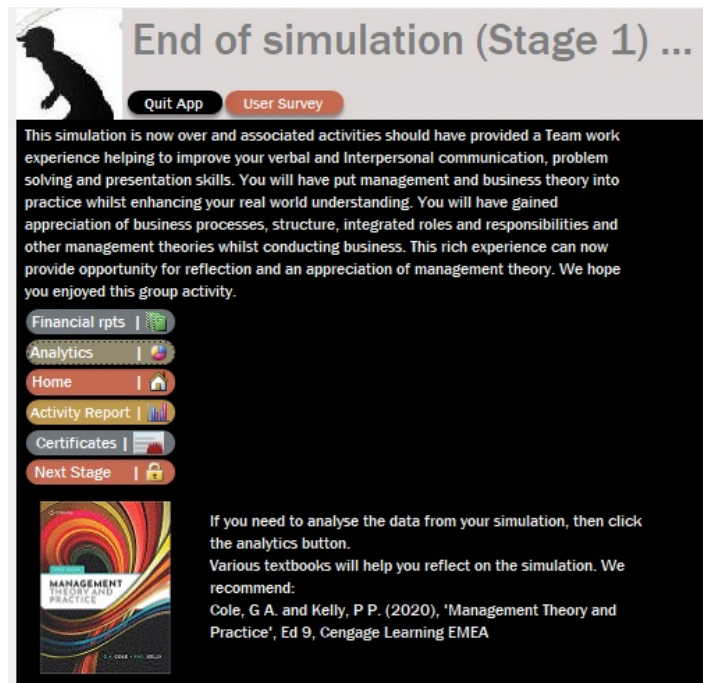 End of simulation (Stage 1) ...
Quit App
User Survey
This simulation is now over and associated activities should have provided a Team work
experience helping to improve your verbal and Interpersonal communication, problem
solving and presentation skills. You will have put management and business theory into
practice whilst enhancing your real world understanding. You will have gained
appreciation of business processes, structure, integrated roles and responsibilities and
other management theories whilst conducting business. This rich experience can now
provide opportunity for reflection and an appreciation of management theory. We hope
you enjoyed this group activity.
Financial rpts |
Analytics |
Home |
Activity Report |
Certificates |
Next Stage |
MANAGEMENT
THEORY AND
PRACTICE
G.A. COLE • PHIL KELLY
If you need to analyse the data from your simulation, then click
the analytics button.
Various textbooks will help you reflect on the simulation. We
recommend:
Cole, G A. and Kelly, P P. (2020), 'Management Theory and
Practice', Ed 9, Cengage Learning EMEA